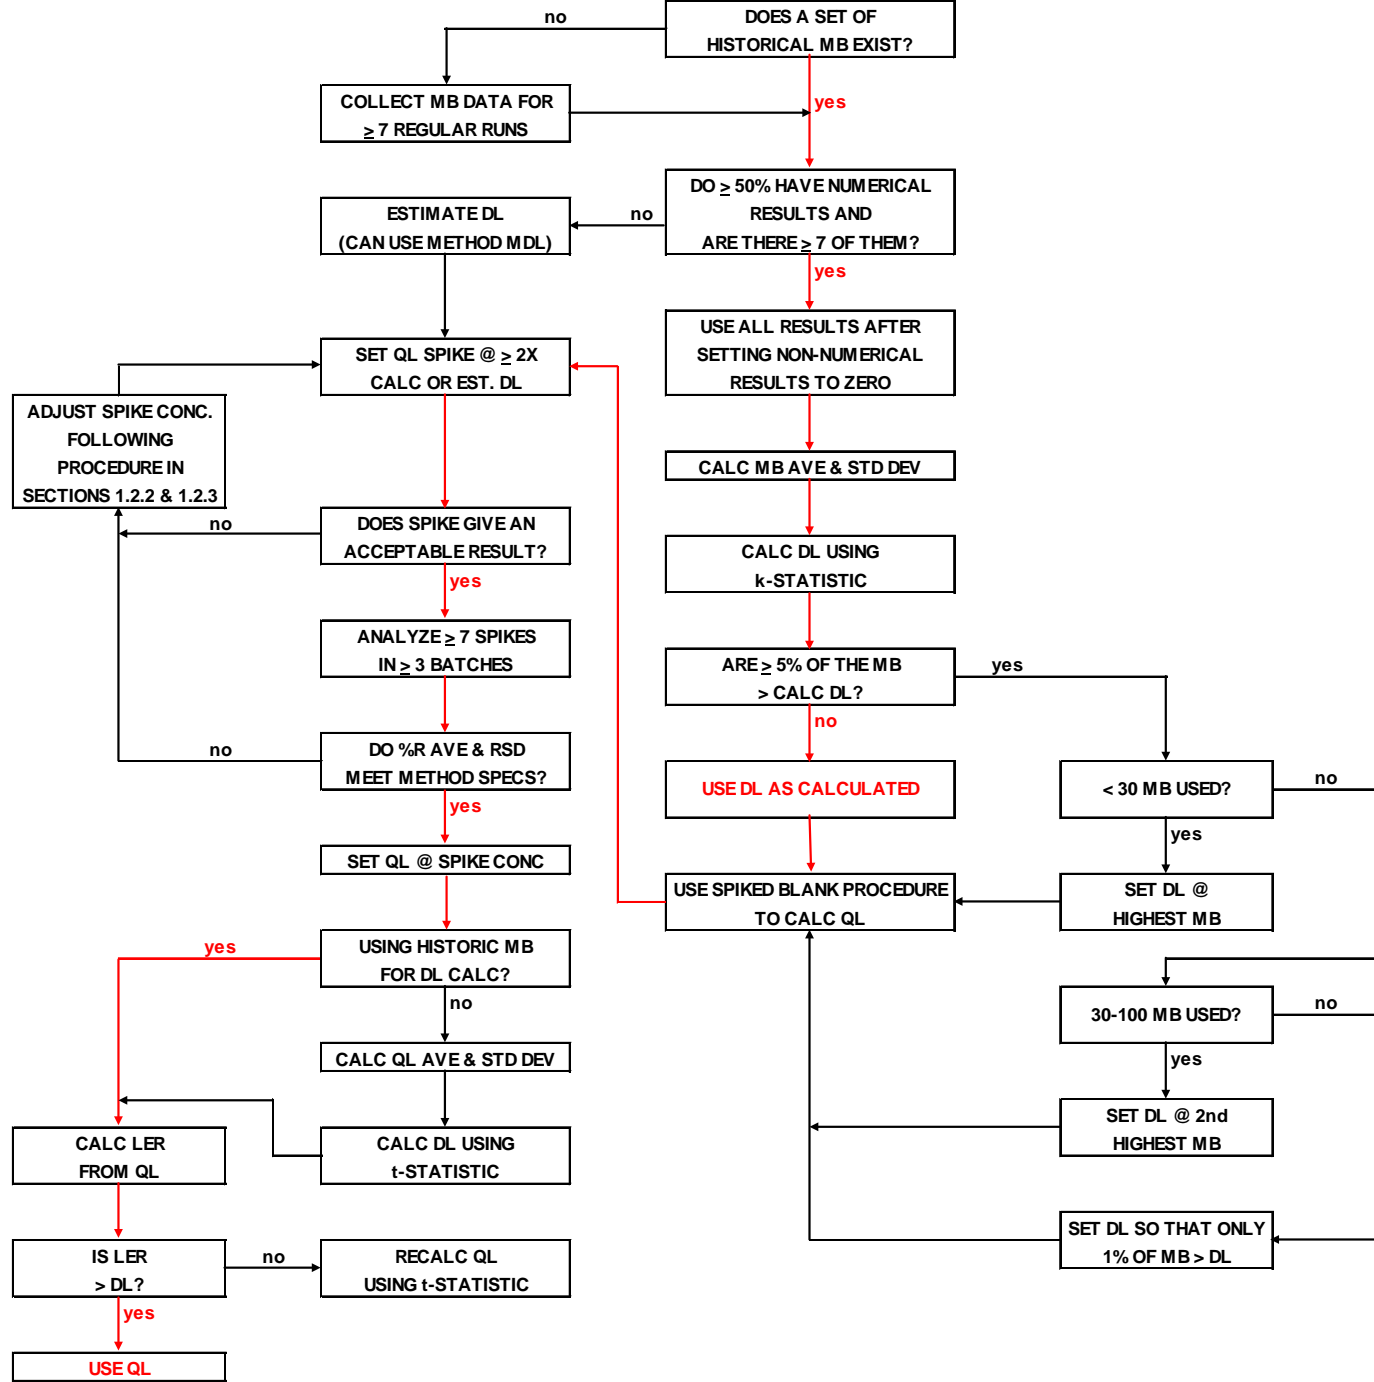 no
DOES A SET OF
HISTORICAL MB EXIST?
COLLECT MB DATA FOR
≥ 7 REGULAR RUNS
yes
DO ≥ 50% HAVE NUMERICAL
RESULTS AND
ARE THERE ≥ 7 OF THEM?
no
ESTIMATE DL
(CAN USE METHOD MDL)
yes
USE ALL RESULTS AFTER
SETTING NON-NUMERICAL
RESULTS TO ZERO
SET QL SPIKE @ ≥ 2X
CALC OR EST. DL
ADJUST SPIKE CONC.
FOLLOWING
PROCEDURE IN
SECTIONS 1.2.2 & 1.2.3
CALC MB AVE & STD DEV
no
DOES SPIKE GIVE AN
ACCEPTABLE RESULT?
CALC DL USING
k-STATISTIC
yes
ANALYZE ≥ 7 SPIKES
IN ≥ 3 BATCHES
ARE ≥ 5% OF THE MB
> CALC DL?
yes
no
no
DO %R AVE & RSD
MEET METHOD SPECS?
USE DL AS CALCULATED
< 30 MB USED?
no
yes
yes
SET QL @ SPIKE CONC
USE SPIKED BLANK PROCEDURE
TO CALC QL
SET DL @
HIGHEST MB
yes
USING HISTORIC MB
FOR DL CALC?
no
30-100 MB USED?
no
yes
CALC QL AVE & STD DEV
SET DL @ 2nd
HIGHEST MB
CALC LER
FROM QL
CALC DL USING
t-STATISTIC
SET DL SO THAT ONLY
1% OF MB > DL
IS LER
> DL?
no
RECALC QL
USING t-STATISTIC
yes
USE QL